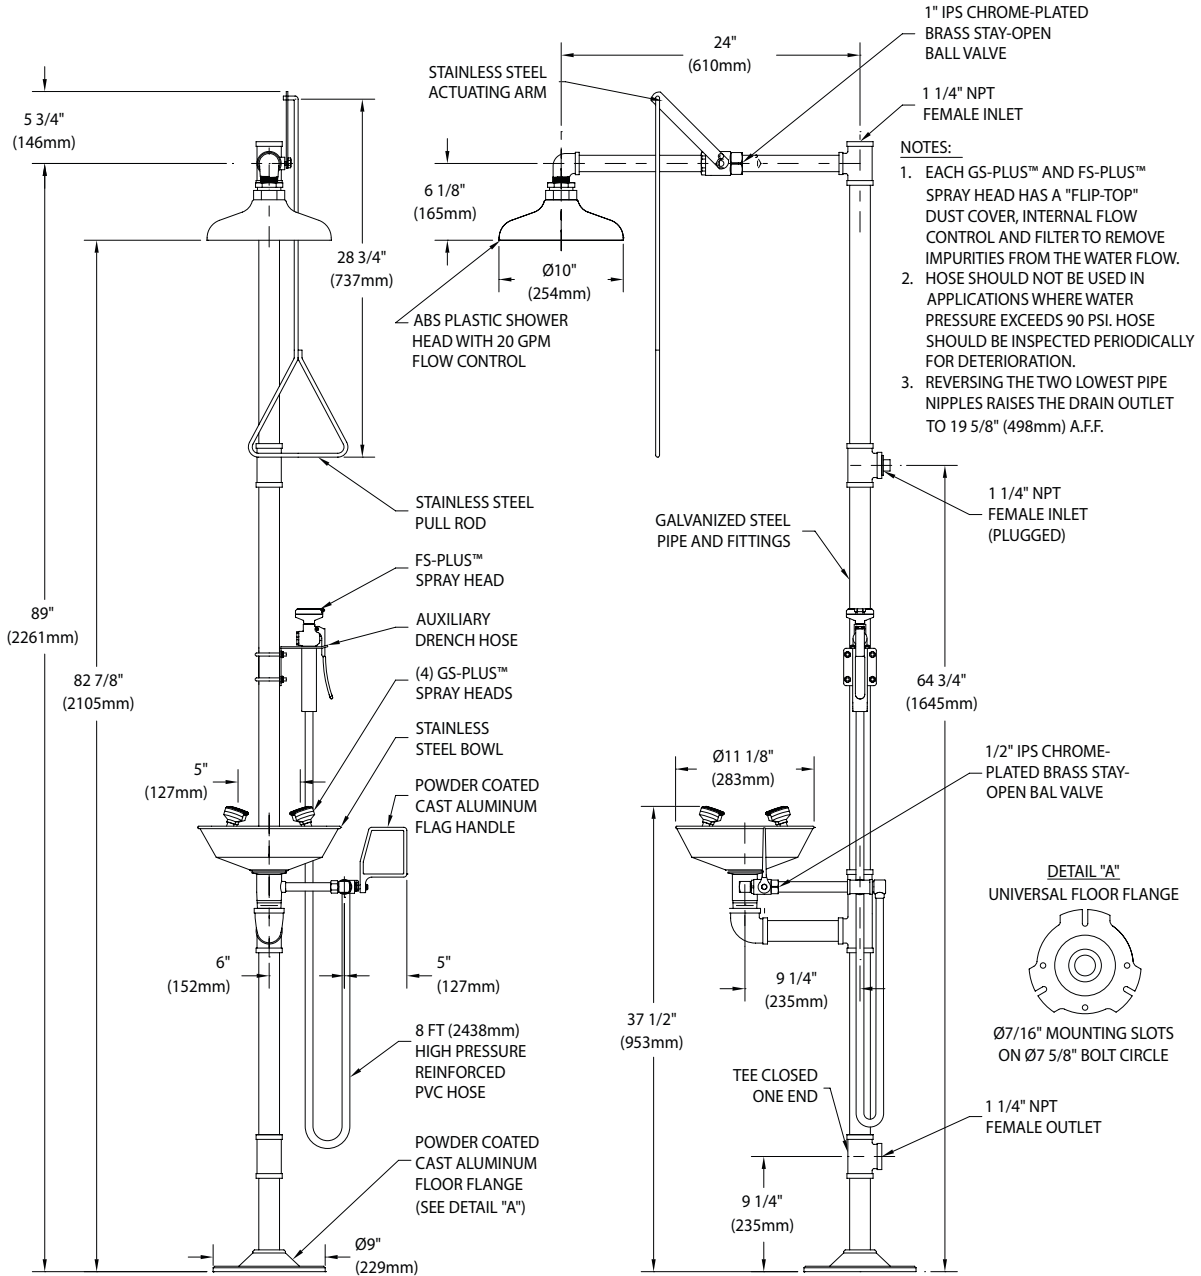 1" IPS CHROME-PLATED
BRASS STAY-OPEN
BALL VALVE
24"
(610mm)
STAINLESS STEEL
ACTUATING ARM
1 1/4" NPT
FEMALE INLET
5 3/4"
(146mm)
NOTES:
1. EACH GS-PLUS™ AND FS-PLUS™
SPRAY HEAD HAS A "FLIP-TOP"
DUST COVER, INTERNAL FLOW
CONTROL AND FILTER TO REMOVE
IMPURITIES FROM THE WATER FLOW.
2. HOSE SHOULD NOT BE USED IN
APPLICATIONS WHERE WATER
PRESSURE EXCEEDS 90 PSI. HOSE
SHOULD BE INSPECTED PERIODICALLY
FOR DETERIORATION.
3. REVERSING THE TWO LOWEST PIPE
NIPPLES RAISES THE DRAIN OUTLET
TO 19 5/8" (498mm) A.F.F.
6 1/8"
(165mm)
28 3/4"
(737mm)
Ø10"
(254mm)
ABS PLASTIC SHOWER
HEAD WITH 20 GPM
FLOW CONTROL
STAINLESS STEEL
PULL ROD
GALVANIZED STEEL
PIPE AND FITTINGS
1 1/4" NPT
FEMALE INLET
(PLUGGED)
FS-PLUS™
SPRAY HEAD
89"
(2261mm)
AUXILIARY
DRENCH HOSE
82 7/8"
(2105mm)
(4) GS-PLUS™
SPRAY HEADS
64 3/4"
(1645mm)
STAINLESS
STEEL BOWL
5"
(127mm)
POWDER COATED
CAST ALUMINUM
FLAG HANDLE
Ø11 1/8"
(283mm)
1/2" IPS CHROME-
PLATED BRASS STAY-
OPEN BAL VALVE
DETAIL "A"
UNIVERSAL FLOOR FLANGE
6"
(152mm)
5"
(127mm)
9 1/4"
(235mm)
37 1/2"
(953mm)
Ø7/16" MOUNTING SLOTS
ON Ø7 5/8" BOLT CIRCLE
8 FT (2438mm)
HIGH PRESSURE
REINFORCED
PVC HOSE
TEE CLOSED
ONE END
1 1/4" NPT
FEMALE OUTLET
POWDER COATED
CAST ALUMINUM
FLOOR FLANGE
(SEE DETAIL "A")
9 1/4"
(235mm)
Ø9"
(229mm)